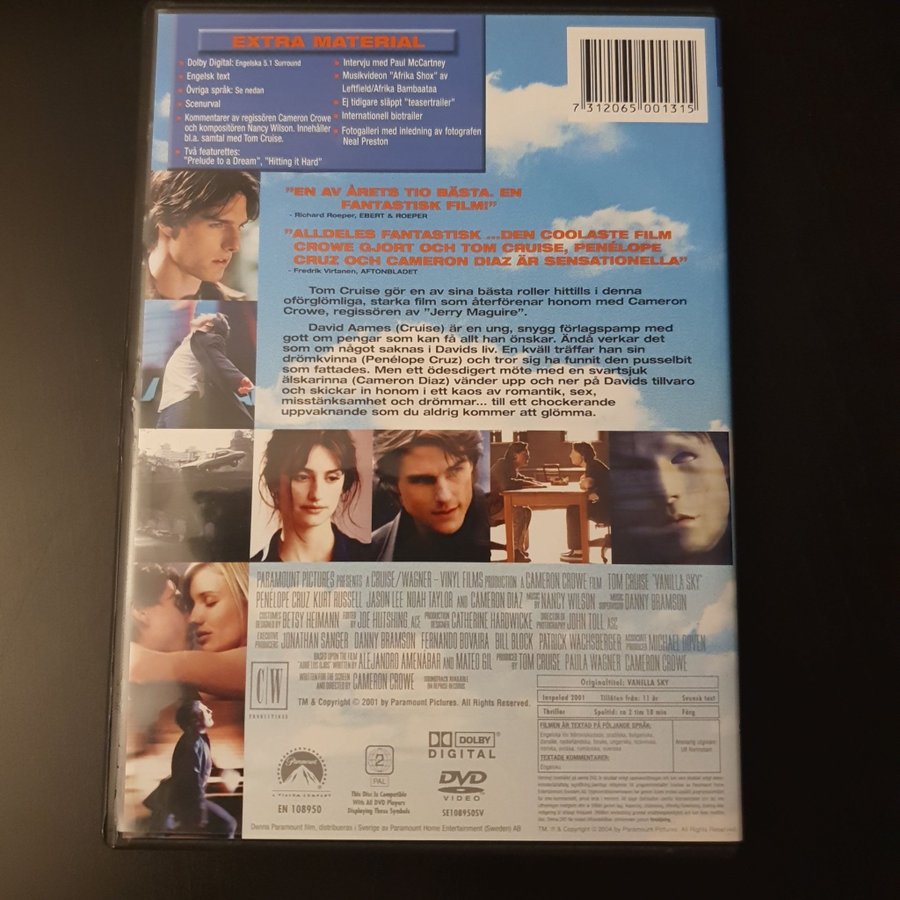 EXTRA MATERIAL
Dolby Digital: Engelska 5.1 Surround
Engelsk text
Övriga språk: Se nedan
Scenurval
Kommentarer av regissören Cameron Crowe
och kompositören Nancy Wilson. Innehåller
bl.a. samtal med Tom Cruise.
Två featurettes:
"Prelude to a Dream", "Hitting it Hard"
Intervju med Paul McCartney
Musikvideon "Afrika Shox" av
Leftfield/Afrika Bambaataa
Ej tidigare släppt "teasertrailer"
Internationell biotrailer
Fotogalleri med inledning av fotografen
Neal Preston
7 312065 001315
"EN AV ÅRETS TIO BÄSTA. EN
FANTASTISK FILM!"
- Richard Roeper, EBERT & ROEPER
"ALLDELES FANTASTISK ...DEN COOLASTE FILM
CROWE GJORT OCH TOM CRUISE, PENÉLOPE
CRUZ OCH CAMERON DIAZ ÄR SENSATIONELLA"
- Fredrik Virtanen, AFTONBLADET
Tom Cruise gör en av sina bästa roller hittills i denna
oförglömliga, starka film som återförenar honom med Cameron
Crowe, regissören av "Jerry Maguire".
David Aames (Cruise) är en ung, snygg förlagspamp med
gott om pengar som kan få allt han önskar. Ändå verkar det
som om något saknas i Davids liv. En kväll träffar han sin
drömkvinna (Penélope Cruz) och tror sig ha funnit den pusselbit
som fattades. Men ett ödesdigert möte med en svartsjuk
älskarinna (Cameron Diaz) vänder upp och ner på Davids tillvaro
och skickar in honom i ett kaos av romantik, sex,
misstänksamhet och drömmar... till ett chockerande
uppvaknande som du aldrig kommer att glömma.
PARAMOUNT PICTURES PRESENTS A CRUISE/WAGNER - VINYL FILMS PRODUCTION A CAMERON CROWE FILM TOM CRUISE "VANILLA SKY"
PENELOPE CRUZ KURT RUSSELL JASON LEE NOAH TAYLOR AND CAMERON DIAZ MUSIC BY NANCY WILSON MUSIC SUPERVISOR DANNY BRAMSON
COSTUMES DESIGNED BY BETSY HEIMANN EDITED BY JOE HUTSHING ACE PRODUCTION DESIGNER CATHERINE HARDWICKE DIRECTOR OF PHOTOGRAPHY JOHN TOLL ASC
EXECUTIVE PRODUCERS JONATHAN SANGER DANNY BRAMSON FERNANDO BOVAIRA BILL BLOCK PATRICK WACHSBERGER ASSOCIATE PRODUCER MICHAEL DOVEN
BASED UPON THE FILM "ABRE LOS OJOS" WRITTEN BY ALEJANDRO AMENABAR AND MATEO GIL PRODUCED BY TOM CRUISE PAULA WAGNER CAMERON CROWE
WRITTEN FOR THE SCREEN AND DIRECTED BY CAMERON CROWE SOUNDTRACK AVAILABLE ON REPRISE RECORDS
C W
PRODUCTIONS
TM & Copyright © 2001 by Paramount Pictures. All Rights Reserved.
Originaltitel: VANILLA SKY
Inspelad 2001 Tillåten från: 11 år Svensk text
Thriller Speltid: ca 2 tim 10 min Färg
FILMEN ÄR TEXTAD PÅ FÖLJANDE SPRÅK:
TEXTADE KOMMENTARER:
Engelska
Paramount
EN 108950
2
PAL
This Disc is Compatible
With All DVD Players
Displaying These Symbols
DOLBY
DIGITAL
DVD
VIDEO
SE108950SV
Denna Paramount film, distribueras i Sverige av Paramount Home Entertainment (Sweden) AB
TM, ® & Copyright © 2004 by Paramount Pictures. All Rights Reserved.